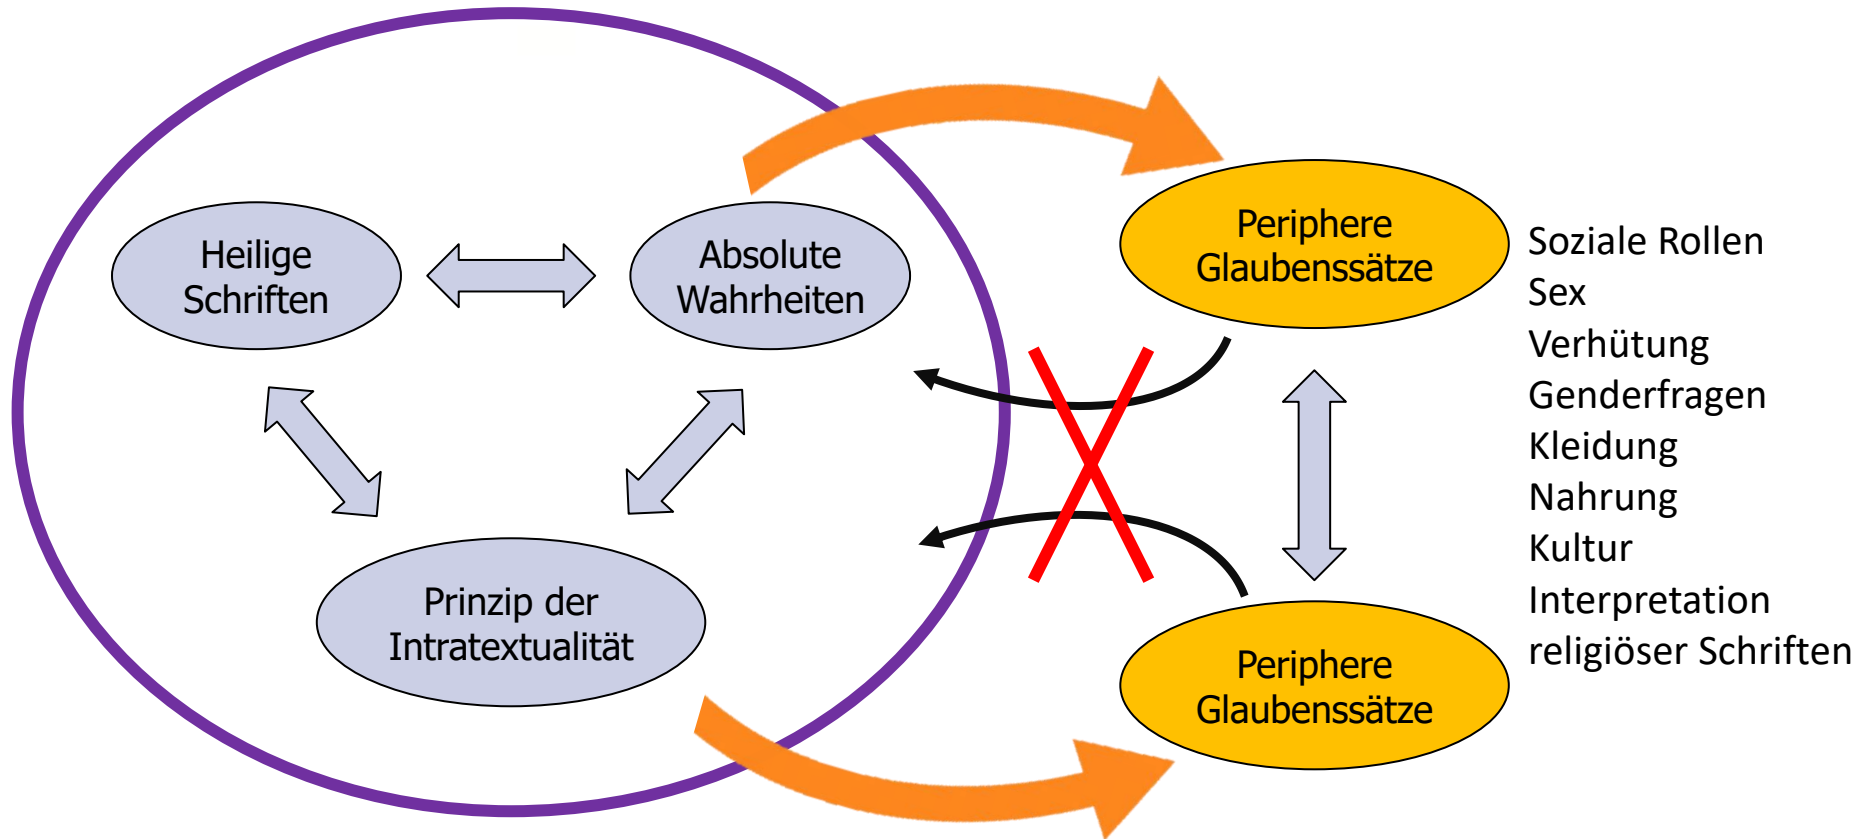 Heilige
Schriften
Absolute
Wahrheiten
Prinzip der
Intratextualität
Periphere
Glaubenssätze
Periphere
Glaubenssätze
Soziale Rollen
Sex
Verhütung
Genderfragen
Kleidung
Nahrung
Kultur
Interpretation
religiöser Schriften